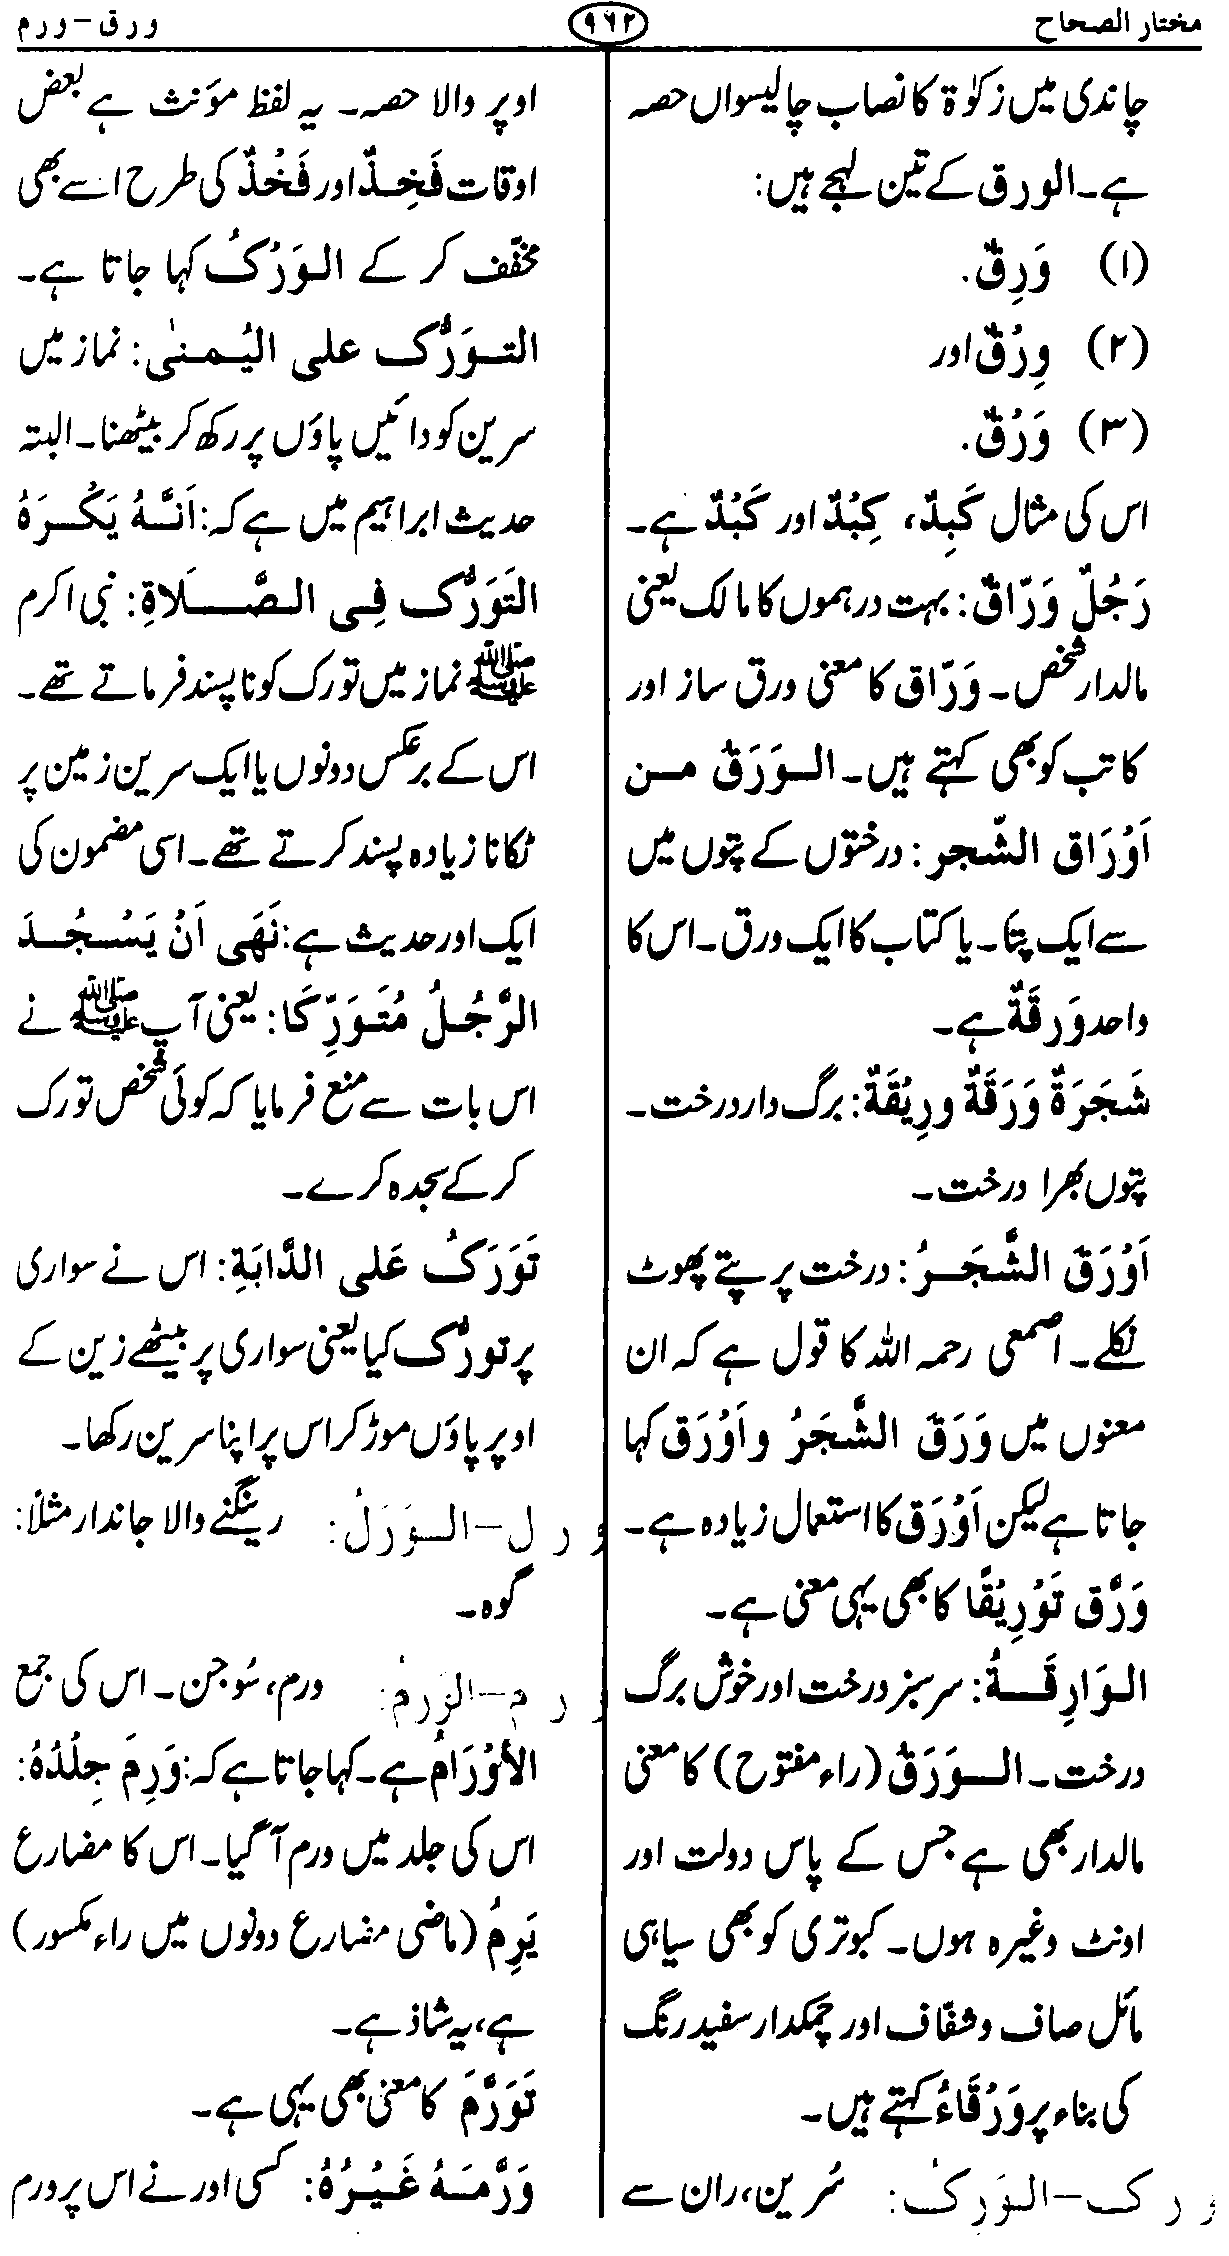 مختار الصحاح
۹۶۲
ورق-ورم
چاندی میں زکوٰۃ کا نصاب چالیسواں حصہ
ہے۔ الورق کے تین لہجے ہیں:
(۱) وَرِقٌ.
(۲) وِرْقٌ اور
(۳) وَرْقٌ.
اس کی مثال کَبِدٌ، کِبْدٌ اور کَبْدٌ ہے۔
رَجُلٌ وَرّاقٌ: بہت درہموں کا مالک یعنی
مالدار شخص۔ وَرّاق کا معنی ورق ساز اور
کاتب کو بھی کہتے ہیں۔ الوَرَقُ من
اَوْرَاق الشّجر: درختوں کے پتوں میں
سے ایک پتا۔ یا کتاب کا ایک ورق۔ اس کا
واحد وَرقَةٌ ہے۔
شَجَرَةٌ وَرَقَةٌ ورِيْقَةٌ: برگ دار درخت۔
پتوں بھرا درخت۔
اَوْرَقَ الشَّجَرُ: درخت پر پتے پھوٹ
نکلے۔ اصمعی رحمہ اللہ کا قول ہے کہ ان
معنوں میں وَرَقَ الشَّجَرُ و اَوْرَق کہا
جاتا ہے لیکن اَوْرَق کا استعمال زیادہ ہے۔
وَرَّق تَوْرِيْقًا کا بھی یہی معنی ہے۔
الوَارِقَةُ: سرسبز درخت اور خوش برگ
درخت۔ الوَرَقُ (راء مفتوح) کا معنی
مالدار بھی ہے جس کے پاس دولت اور
اونٹ وغیرہ ہوں۔ کبوتری کو بھی سیاہی
مائل صاف و شفّاف اور چمکدار سفید رنگ
کی بناء پر وَرْقَاءُ کہتے ہیں۔
و ر ک-الوَرِکُ: سُرین، ران سے
اوپر والا حصہ۔ یہ لفظ مؤنث ہے بعض
اوقات فَخِذٌ اور فَخْذٌ کی طرح اسے بھی
مخفّف کر کے الوَرْکُ کہا جاتا ہے۔
التوَرُّک علی الیُمنٰی: نماز میں
سرین کو دائیں پاؤں پر رکھ کر بیٹھنا۔ البتہ
حدیث ابراہیم میں ہے کہ: اَنَّهُ يَكْرَهُ
التَوَرُّک فِی الصَّلَاةِ: نبی اکرم
ﷺ نماز میں تورک کو ناپسند فرماتے تھے۔
اس کے برعکس دونوں یا ایک سرین زمین پر
ٹکانا زیادہ پسند کرتے تھے۔ اسی مضمون کی
ایک اور حدیث ہے: نَهَى اَنْ يَسْجُدَ
الرَّجُلُ مُتَوَرِّكَا: یعنی آپ ﷺ نے
اس بات سے منع فرمایا کہ کوئی شخص تورک
کر کے سجدہ کرے۔
تَوَرَکُ عَلی الدَّابَةِ: اس نے سواری
پر تورُّک کیا یعنی سواری پر بیٹھے زین کے
اوپر پاؤں موڑ کر اس پر اپنا سرین رکھا۔
و ر ل-الوَرَلُ: رینگنے والا جاندار مثلاً:
گوہ۔
و ر م-الوَرِمُ: ورم، سُوجن۔ اس کی جمع
الأوْرَامُ ہے۔ کہا جاتا ہے کہ: وَرِمَ جِلْدُهُ:
اس کی جلد میں ورم آ گیا۔ اس کا مضارع
يَرِمُ (ماضی مضارع دونوں میں راء مکسور)
ہے، یہ شاذ ہے۔
تَوَرَّمَ کا معنی بھی یہی ہے۔
وَرَّمَهُ غَيْرُهُ: کسی اور نے اس پر ورم